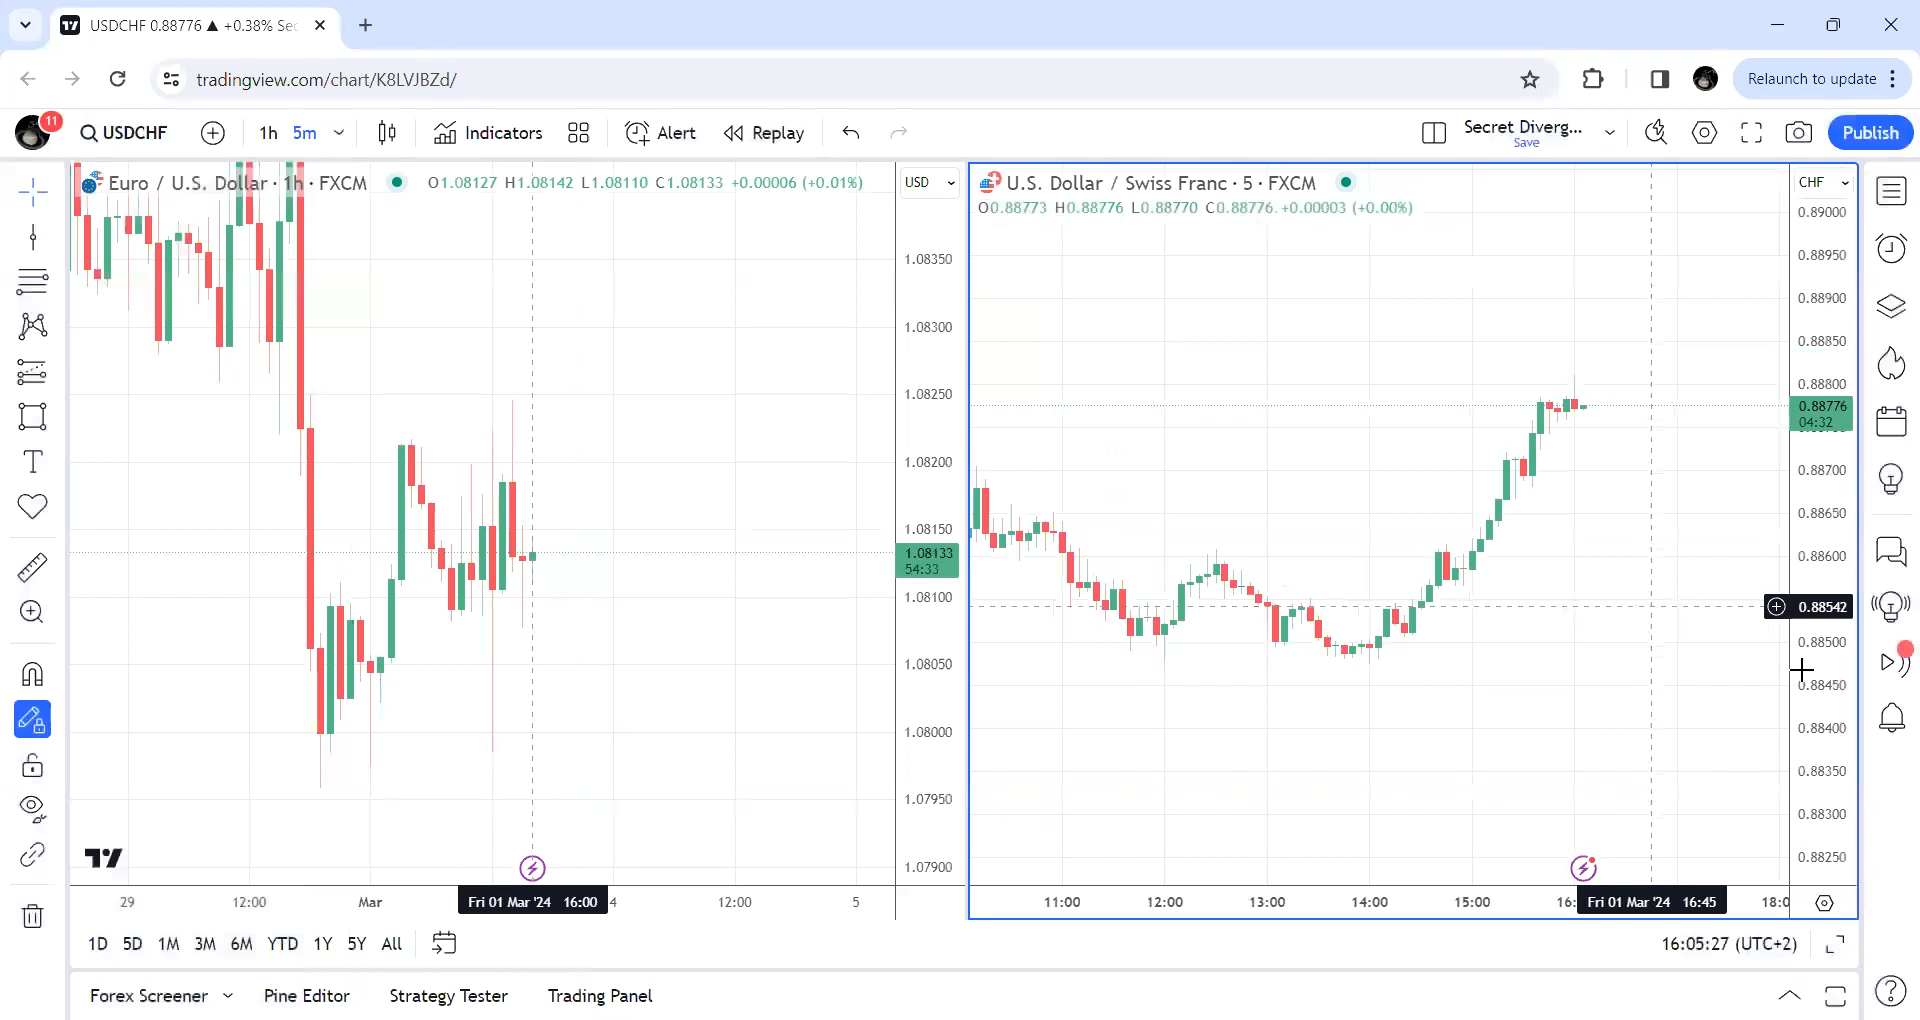 USDCHF 0.88776 ▲ +0.38% Sec
tradingview.com/chart/K8LVJBZd/
Relaunch to update
11
USDCHF
1h 5m
Indicators
Alert
Replay
Secret Diverg...
Save
Publish
Euro / U.S. Dollar · 1h · FXCM
O1.08127 H1.08142 L1.08110 C1.08133 +0.00006 (+0.01%)
USD
1.08350
1.08300
1.08250
1.08200
1.08150
1.08133
54:33
1.08100
1.08050
1.08000
1.07950
1.07900
29
12:00
Mar
Fri 01 Mar '24 16:00
4
12:00
5
U.S. Dollar / Swiss Franc · 5 · FXCM
O0.88773 H0.88776 L0.88770 C0.88776 +0.00003 (+0.00%)
CHF
0.89000
0.88950
0.88900
0.88850
0.88800
0.88776
04:32
0.88700
0.88650
0.88600
0.88542
0.88500
0.88450
0.88400
0.88350
0.88300
0.88250
11:00
12:00
13:00
14:00
15:00
16:
Fri 01 Mar '24 16:45
18:0
1D 5D 1M 3M 6M YTD 1Y 5Y All
16:05:27 (UTC+2)
Forex Screener
Pine Editor
Strategy Tester
Trading Panel